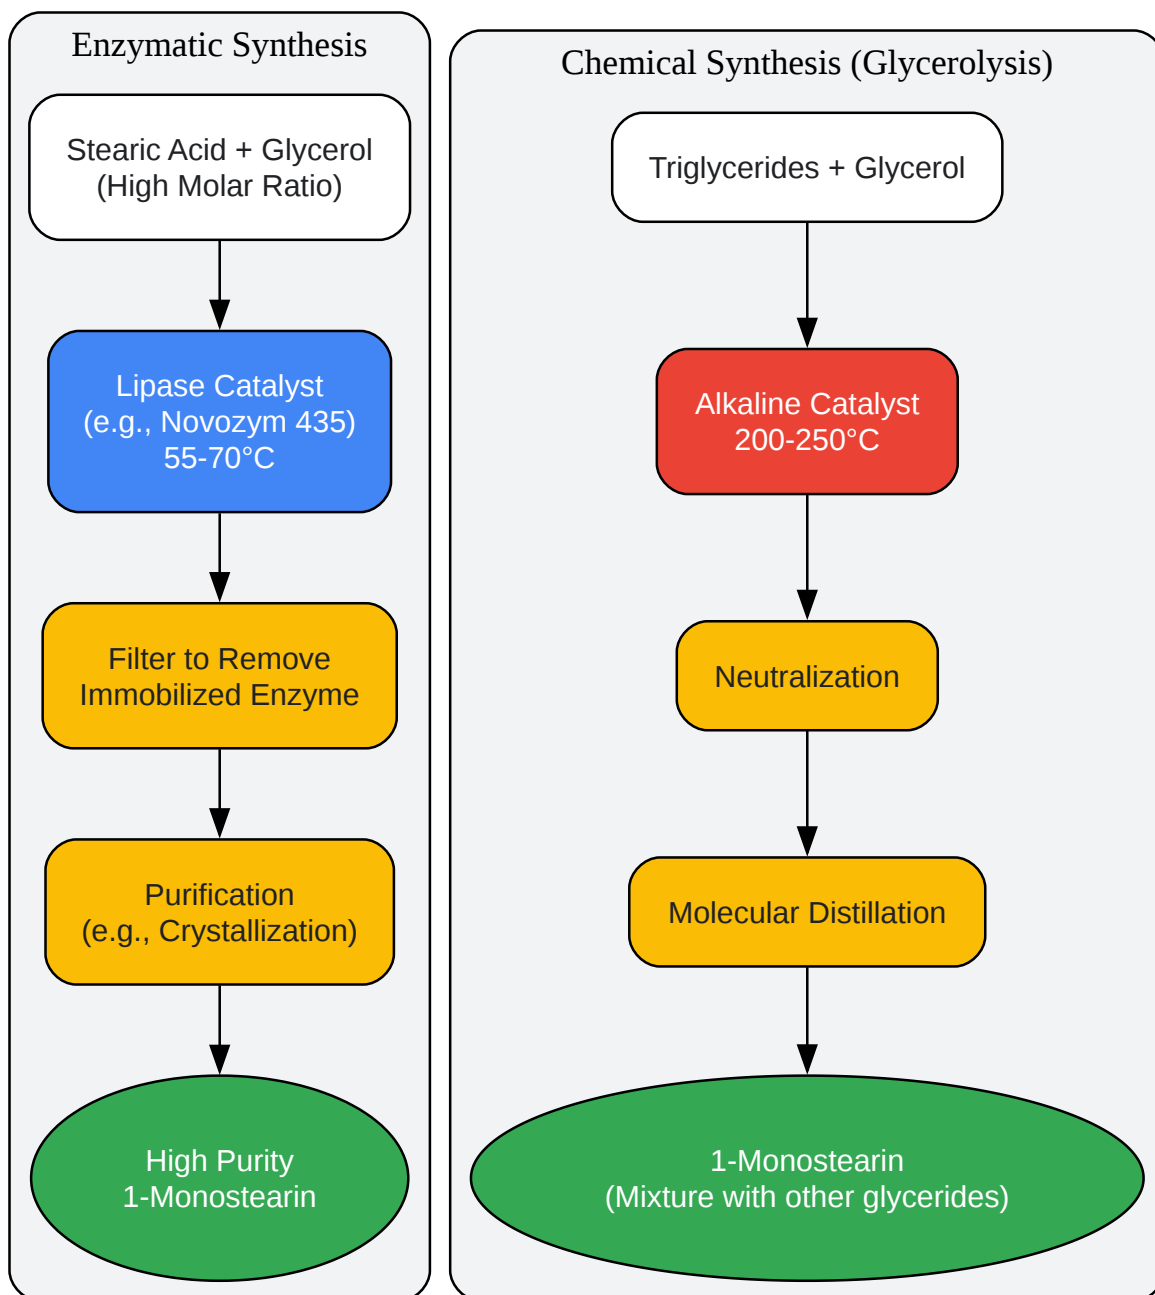 Enzymatic Synthesis
Stearic Acid + Glycerol
(High Molar Ratio)
Lipase Catalyst
(e.g., Novozym 435)
55-70°C
Filter to Remove
Immobilized Enzyme
Purification
(e.g., Crystallization)
High Purity
1-Monostearin
Chemical Synthesis (Glycerolysis)
Triglycerides + Glycerol
Alkaline Catalyst
200-250°C
Neutralization
Molecular Distillation
1-Monostearin
(Mixture with other glycerides)